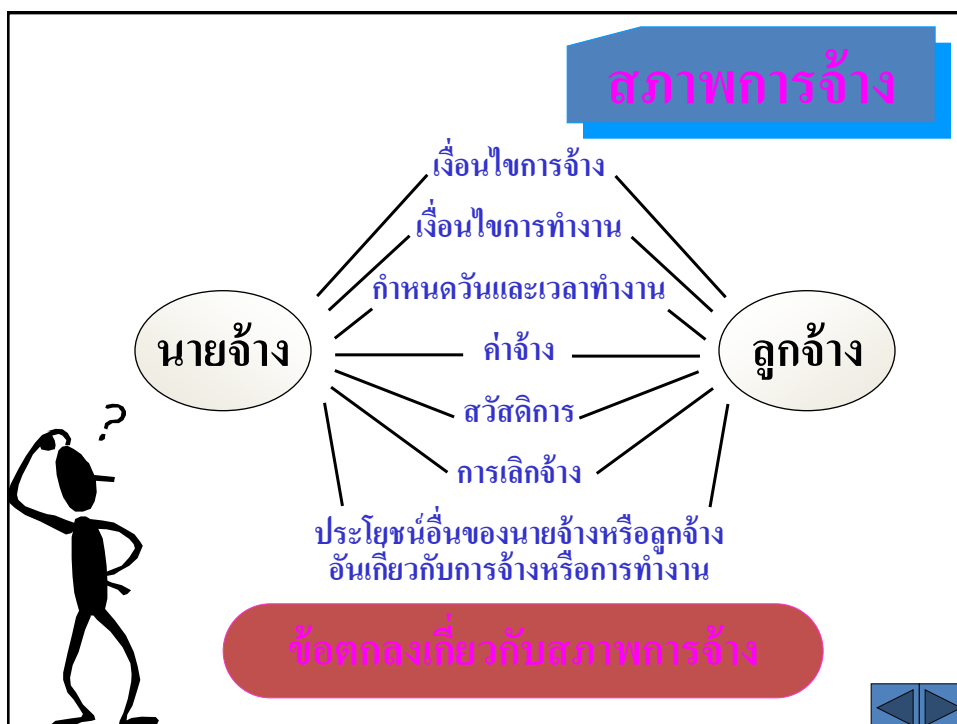 สภาพการจ้าง
เงื่อนไขการจ้าง
เงื่อนไขการทำงาน
กำหนดวันและเวลาทำงาน
นายจ้าง
ค่าจ้าง
ลูกจ้าง
สวัสดิการ
การเลิกจ้าง
?
ประโยชน์อื่นของนายจ้างหรือลูกจ้าง
อันเกี่ยวกับการจ้างหรือการทำงาน
ข้อตกลงเกี่ยวกับสภาพการจ้าง